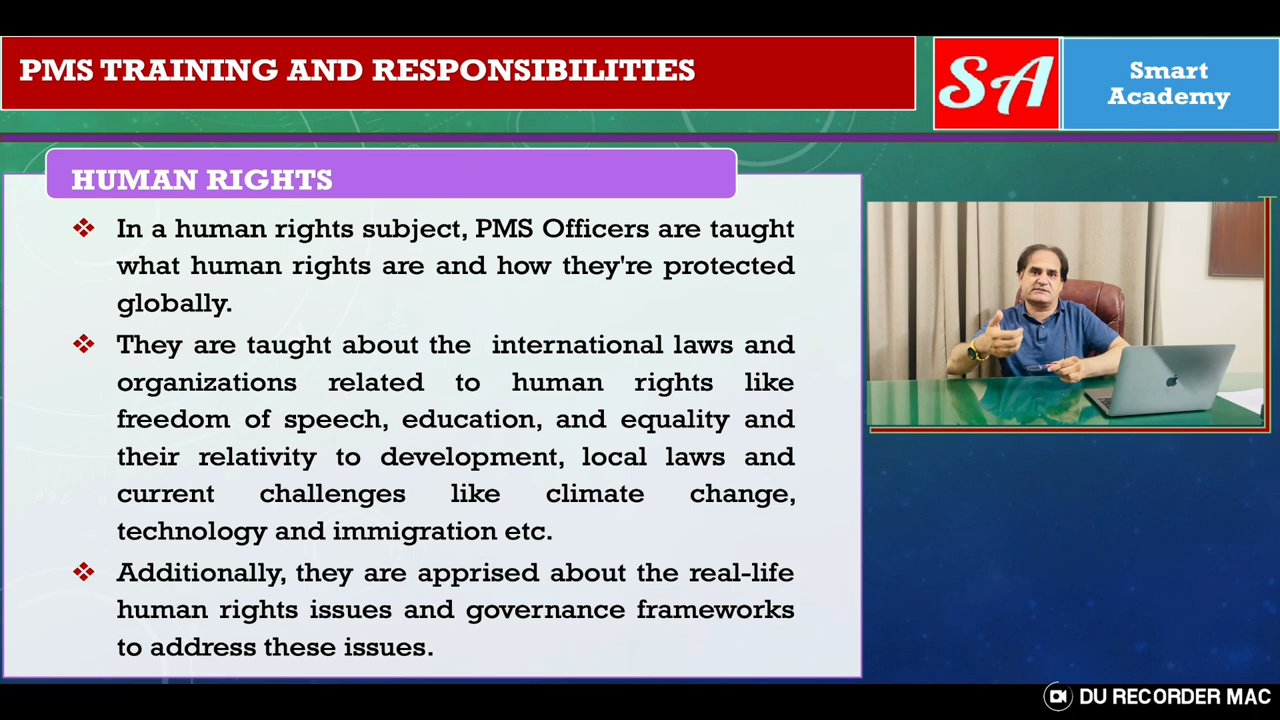 PMS TRAINING AND RESPONSIBILITIES
SA
Smart
Academy
HUMAN RIGHTS
❖ In a human rights subject, PMS Officers are taught
what human rights are and how they're protected
globally.
❖ They are taught about the international laws and
organizations related to human rights like
freedom of speech, education, and equality and
their relativity to development, local laws and
current challenges like climate change,
technology and immigration etc.
❖ Additionally, they are apprised about the real-life
human rights issues and governance frameworks
to address these issues.
DU RECORDER MAC